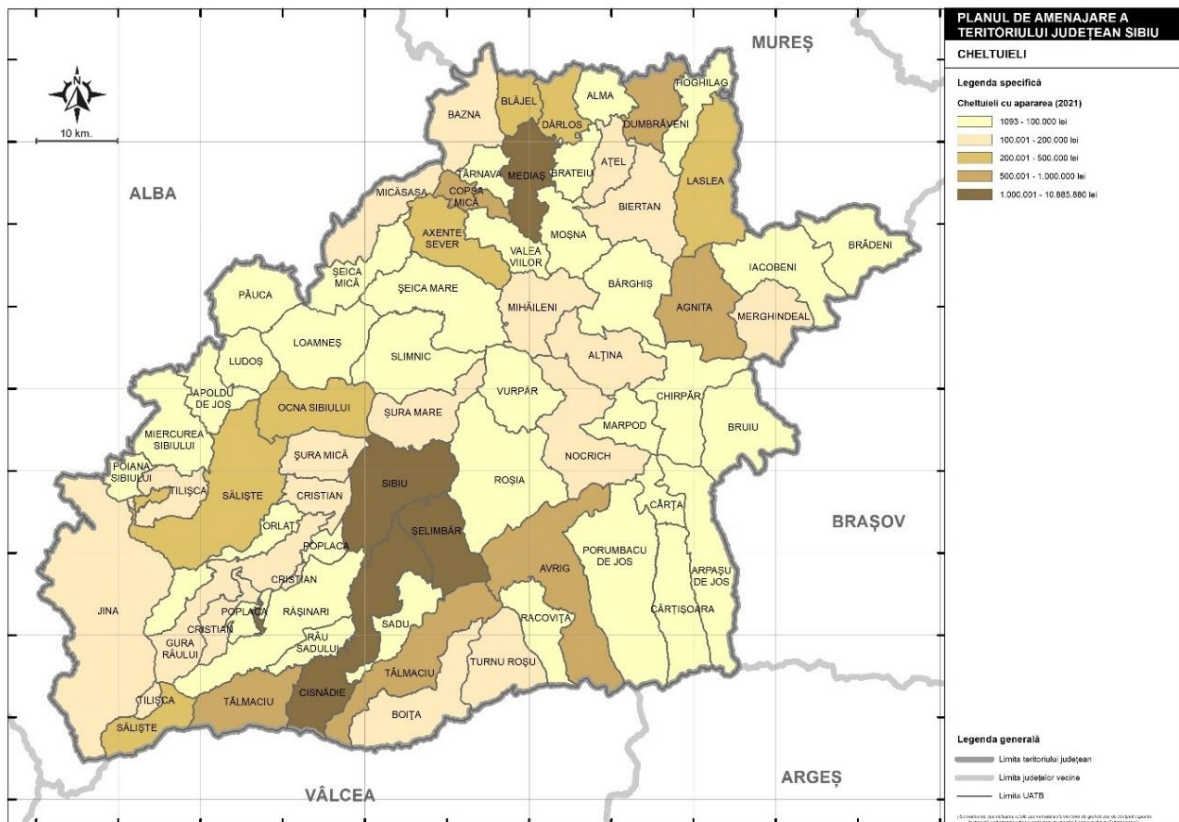 PLANUL DE AMENAJARE A
TERITORIULUI JUDEȚEAN SIBIU
CHELTUIELI
Legenda specifică
Cheltuieli cu apararea (2021)
1093 - 100.000 lei
100.001 - 200.000 lei
200.001 - 500.000 lei
500.001 - 1.000.000 lei
1.000.001 - 10.885.880 lei
N
10 km.
MUREȘ
ALBA
BRAȘOV
ARGEȘ
VÂLCEA
HOGHILAG
BLĂJEL
ALMA
BAZNA
DÂRLOS
DUMBRĂVENI
AȚEL
TÂRNAVA
MEDIAȘ
BRATEIU
LASLEA
MICĂSASA
COPȘA
MICĂ
BIERTAN
AXENTE
SEVER
MOȘNA
VALEA
VIILOR
BRĂDENI
IACOBENI
ȘEICA
MICĂ
ȘEICA MARE
BÂRGHIȘ
PĂUCA
MIHĂILENI
AGNITA
MERGHINDEAL
LOAMNEȘ
SLIMNIC
ALȚINA
LUDOȘ
APOLDU
DE JOS
VURPĂR
CHIRPĂR
OCNA SIBIULUI
ȘURA MARE
MARPOD
BRUIU
MIERCUREA
SIBIULUI
ȘURA MICĂ
NOCRICH
POIANA
SIBIULUI
TILIȘCA
SĂLIȘTE
CRISTIAN
SIBIU
ROȘIA
CÂRȚA
ORLAT
ȘELIMBĂR
POPLACA
PORUMBACU
DE JOS
AVRIG
ARPAȘU
DE JOS
CRISTIAN
JINA
POPLACA
RĂȘINARI
CÂRȚIȘOARA
CRISTIAN
SADU
RACOVIȚA
GURA
RÂULUI
RÂU
SADULUI
TURNU ROȘU
TĂLMACIU
TILIȘCA
TĂLMACIU
CISNĂDIE
BOIȚA
SĂLIȘTE
Legenda generală
Limita teritoriului județean
Limita județelor vecine
Limita UATB